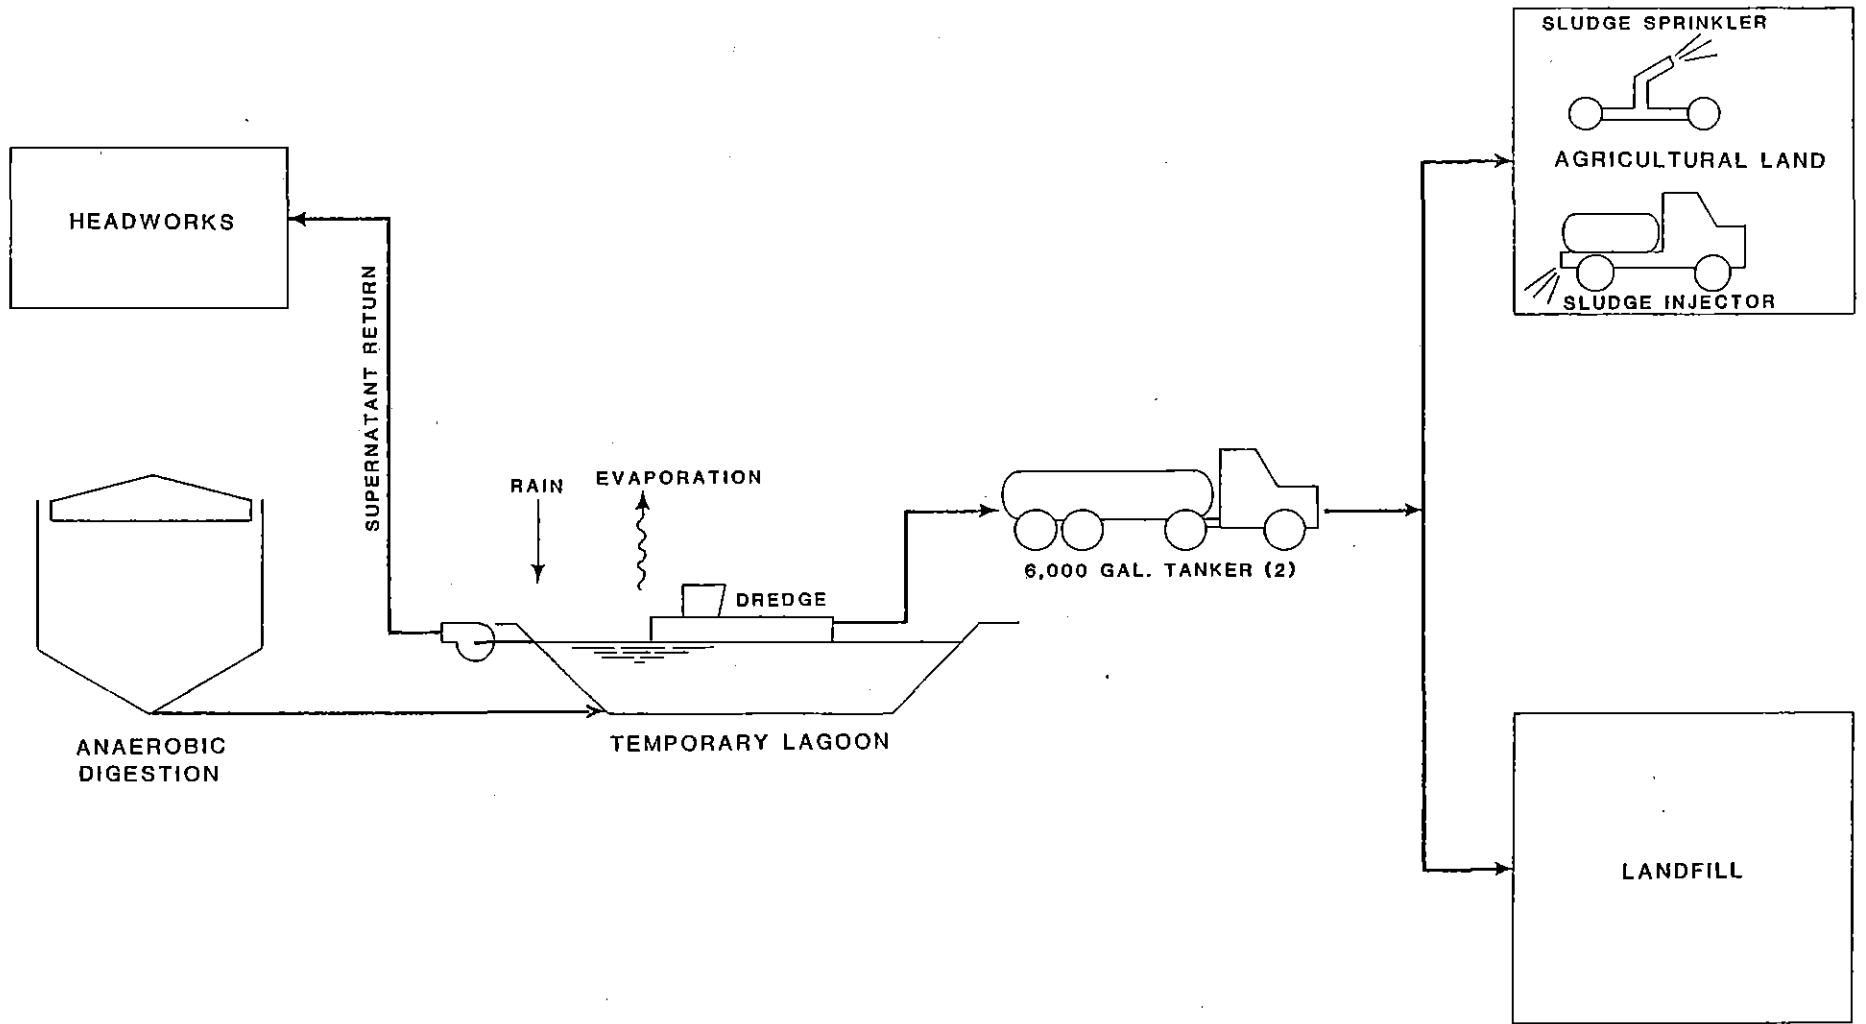 SLUDGE SPRINKLER
AGRICULTURAL LAND
SLUDGE INJECTOR
HEADWORKS
SUPERNATANT RETURN
RAIN
EVAPORATION
DREDGE
6,000 GAL. TANKER (2)
ANAEROBIC
DIGESTION
TEMPORARY LAGOON
LANDFILL